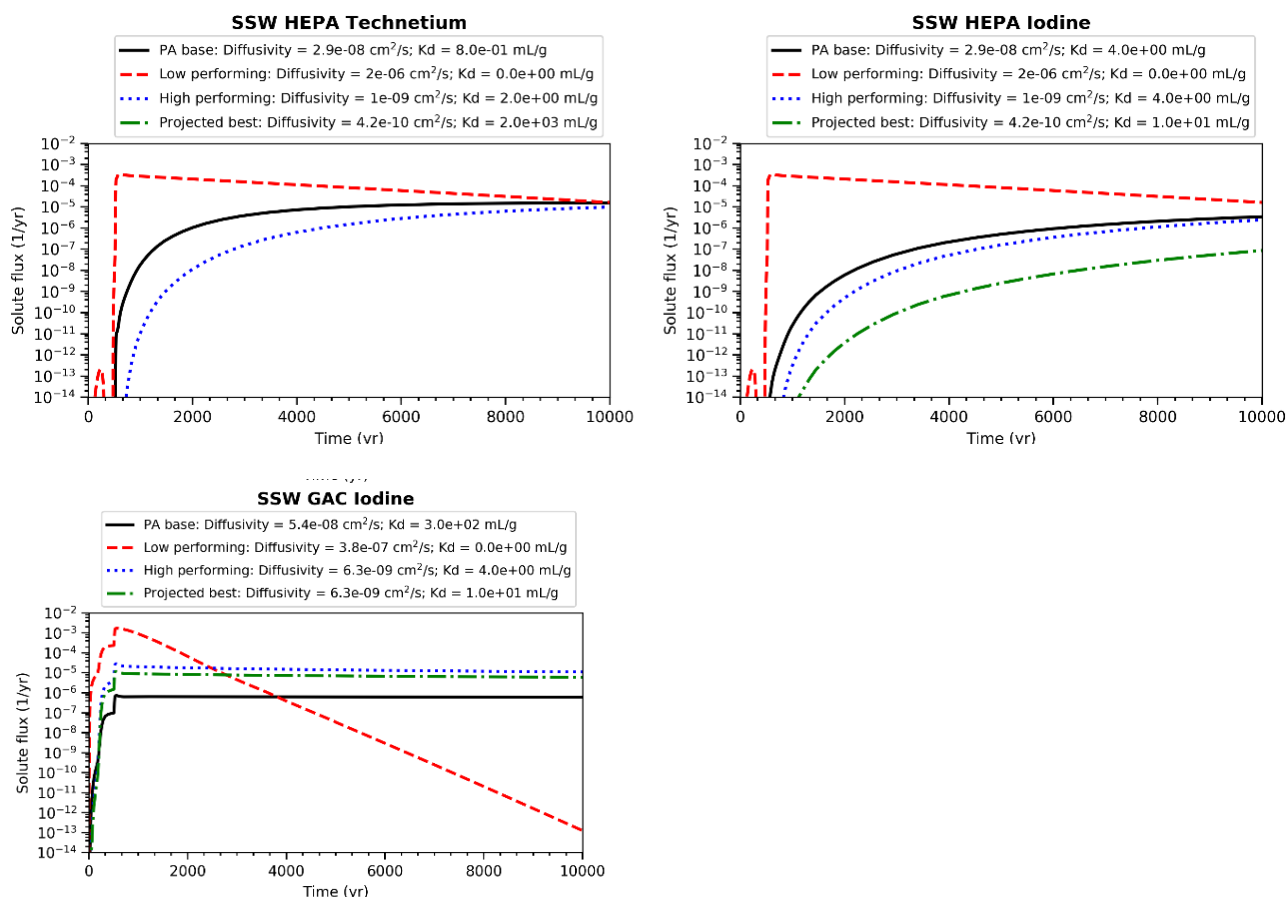 SSW HEPA Technetium
PA base: Diffusivity = 2.9e-08 cm²/s; Kd = 8.0e-01 mL/g
Low performing: Diffusivity = 2e-06 cm²/s; Kd = 0.0e+00 mL/g
High performing: Diffusivity = 1e-09 cm²/s; Kd = 2.0e+00 mL/g
Projected best: Diffusivity = 4.2e-10 cm²/s; Kd = 2.0e+03 mL/g
Solute flux (1/yr)
10⁻²
10⁻³
10⁻⁴
10⁻⁵
10⁻⁶
10⁻⁷
10⁻⁸
10⁻⁹
10⁻¹⁰
10⁻¹¹
10⁻¹²
10⁻¹³
10⁻¹⁴
0 2000 4000 6000 8000 10000
Time (yr)
SSW HEPA Iodine
PA base: Diffusivity = 2.9e-08 cm²/s; Kd = 4.0e+00 mL/g
Low performing: Diffusivity = 2e-06 cm²/s; Kd = 0.0e+00 mL/g
High performing: Diffusivity = 1e-09 cm²/s; Kd = 4.0e+00 mL/g
Projected best: Diffusivity = 4.2e-10 cm²/s; Kd = 1.0e+01 mL/g
Solute flux (1/yr)
10⁻²
10⁻³
10⁻⁴
10⁻⁵
10⁻⁶
10⁻⁷
10⁻⁸
10⁻⁹
10⁻¹⁰
10⁻¹¹
10⁻¹²
10⁻¹³
10⁻¹⁴
0 2000 4000 6000 8000 10000
Time (yr)
SSW GAC Iodine
PA base: Diffusivity = 5.4e-08 cm²/s; Kd = 3.0e+02 mL/g
Low performing: Diffusivity = 3.8e-07 cm²/s; Kd = 0.0e+00 mL/g
High performing: Diffusivity = 6.3e-09 cm²/s; Kd = 4.0e+00 mL/g
Projected best: Diffusivity = 6.3e-09 cm²/s; Kd = 1.0e+01 mL/g
Solute flux (1/yr)
10⁻²
10⁻³
10⁻⁴
10⁻⁵
10⁻⁶
10⁻⁷
10⁻⁸
10⁻⁹
10⁻¹⁰
10⁻¹¹
10⁻¹²
10⁻¹³
10⁻¹⁴
0 2000 4000 6000 8000 10000
Time (yr)